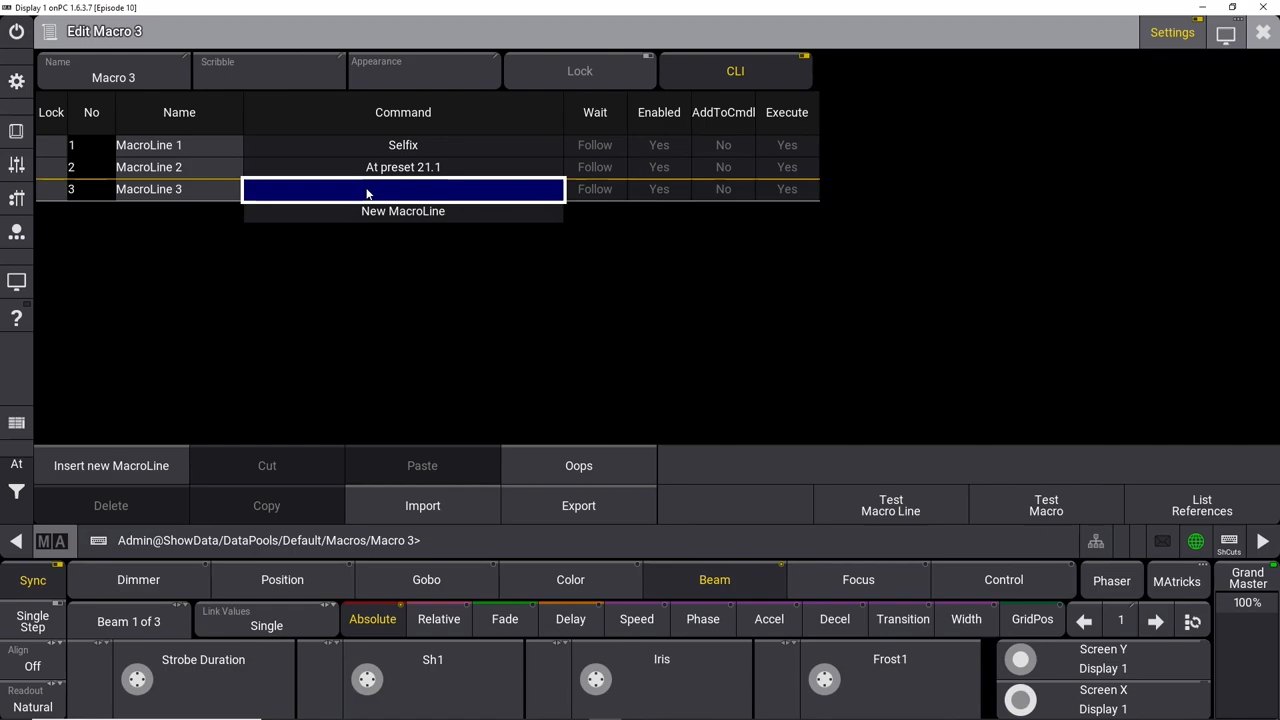 Display 1 onPC 1.6.3.7 [Episode 10]
Edit Macro 3
Settings
Name
Macro 3
Scribble
Appearance
Lock
CLI
Lock No Name Command Wait Enabled AddToCmdl Execute
1 MacroLine 1 Selfix Follow Yes No Yes
2 MacroLine 2 At preset 21.1 Follow Yes No Yes
3 MacroLine 3 Follow Yes No Yes
New MacroLine
?
At
Insert new MacroLine Cut Paste Oops
Delete Copy Import Export
Test
Macro Line
Test
Macro
List
References
MA
Admin@ShowData/DataPools/Default/Macros/Macro 3>
ShCuts
Sync Dimmer Position Gobo Color Beam Focus Control Phaser MAtricks
Grand
Master
100%
Single
Step
Beam 1 of 3
Link Values
Single
Absolute Relative Fade Delay Speed Phase Accel Decel Transition Width GridPos 1
Align
Off
Strobe Duration Sh1 Iris Frost1
Screen Y
Display 1
Readout
Natural
Screen X
Display 1